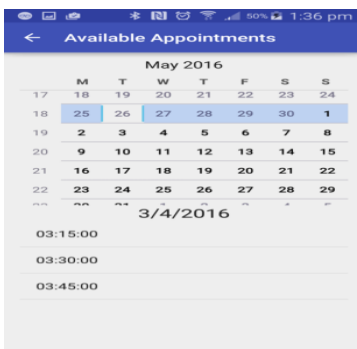 50% 1:36 pm
← Available Appointments
May 2016
M T W T F S S
17 18 19 20 21 22 23 24
18 25 26 27 28 29 30 1
19 2 3 4 5 6 7 8
20 9 10 11 12 13 14 15
21 16 17 18 19 20 21 22
22 23 24 25 26 27 28 29
3/4/2016
03:15:00
03:30:00
03:45:00